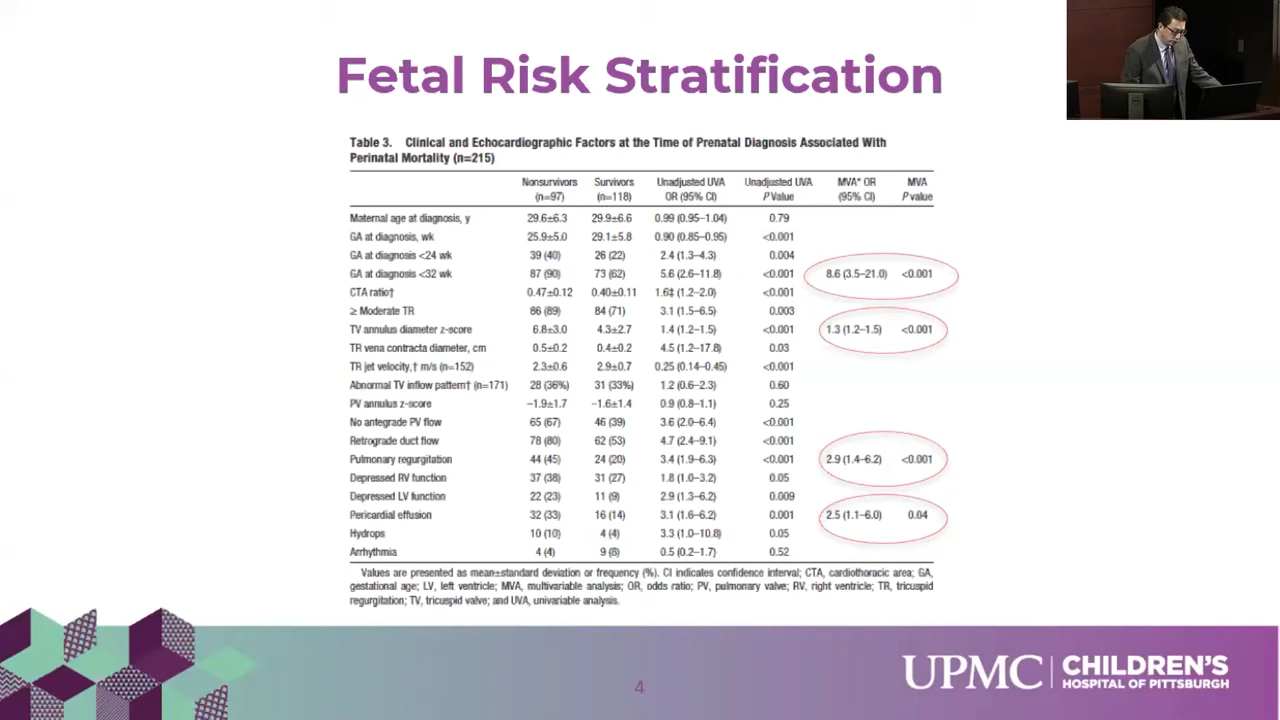 Fetal Risk Stratification
Table 3. Clinical and Echocardiographic Factors at the Time of Prenatal Diagnosis Associated With
Perinatal Mortality (n=215)
Nonsurvivors Survivors Unadjusted UVA Unadjusted UVA MVA* OR MVA
(n=97) (n=118) OR (95% CI) P Value (95% CI) P value
Maternal age at diagnosis, y 29.6±6.3 29.9±6.6 0.99 (0.95–1.04) 0.79
GA at diagnosis, wk 25.9±5.0 29.1±5.8 0.90 (0.85–0.95) <0.001
GA at diagnosis <24 wk 39 (40) 26 (22) 2.4 (1.3–4.3) 0.004
GA at diagnosis <32 wk 87 (90) 73 (62) 5.6 (2.6–11.8) <0.001 8.6 (3.5–21.0) <0.001
CTA ratio† 0.47±0.12 0.40±0.11 1.6‡ (1.2–2.0) <0.001
≥ Moderate TR 86 (89) 84 (71) 3.1 (1.5–6.5) 0.003
TV annulus diameter z-score 6.8±3.0 4.3±2.7 1.4 (1.2–1.5) <0.001 1.3 (1.2–1.5) <0.001
TR vena contracta diameter, cm 0.5±0.2 0.4±0.2 4.5 (1.2–17.8) 0.03
TR jet velocity,† m/s (n=152) 2.3±0.6 2.9±0.7 0.25 (0.14–0.45) <0.001
Abnormal TV inflow pattern† (n=171) 28 (36%) 31 (33%) 1.2 (0.6–2.3) 0.60
PV annulus z-score −1.9±1.7 −1.6±1.4 0.9 (0.8–1.1) 0.25
No antegrade PV flow 65 (67) 46 (39) 3.6 (2.0–6.4) <0.001
Retrograde duct flow 78 (80) 62 (53) 4.7 (2.4–9.1) <0.001
Pulmonary regurgitation 44 (45) 24 (20) 3.4 (1.9–6.3) <0.001 2.9 (1.4–6.2) <0.001
Depressed RV function 37 (38) 31 (27) 1.8 (1.0–3.2) 0.05
Depressed LV function 22 (23) 11 (9) 2.9 (1.3–6.2) 0.009
Pericardial effusion 32 (33) 16 (14) 3.1 (1.6–6.2) 0.001 2.5 (1.1–6.0) 0.04
Hydrops 10 (10) 4 (4) 3.3 (1.0–10.8) 0.05
Arrhythmia 4 (4) 9 (8) 0.5 (0.2–1.7) 0.52
Values are presented as mean±standard deviation or frequency (%). CI indicates confidence interval; CTA, cardiothoracic area; GA,
gestational age; LV, left ventricle; MVA, multivariable analysis; OR, odds ratio; PV, pulmonary valve; RV, right ventricle; TR, tricuspid
regurgitation; TV, tricuspid valve; and UVA, univariable analysis.
4
UPMC CHILDREN'S
HOSPITAL OF PITTSBURGH